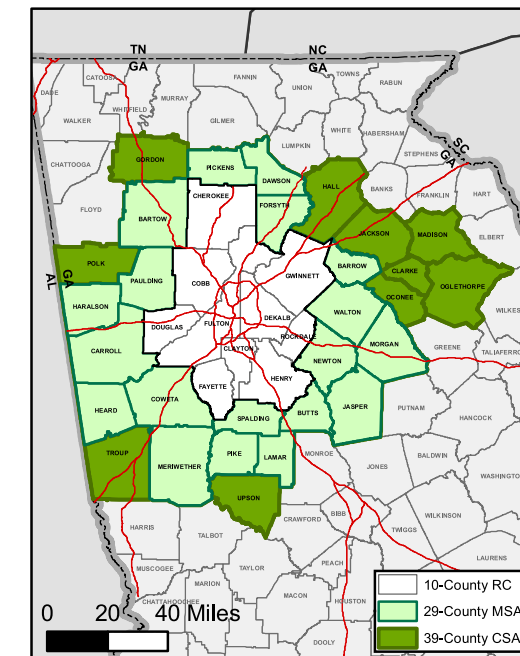 TN
NC
GA
GA
CATOOSA
FANNIN
TOWNS
RABUN
DADE
UNION
MURRAY
WHITFIELD
WALKER
GILMER
WHITE
HABERSHAM
SC
GA
LUMPKIN
STEPHENS
CHATTOOGA
GORDON
PICKENS
DAWSON
HALL
BANKS
FRANKLIN
HART
CHEROKEE
FORSYTH
FLOYD
BARTOW
JACKSON
MADISON
ELBERT
POLK
GWINNETT
BARROW
CLARKE
AL
GA
PAULDING
COBB
OGLETHORPE
OCONEE
HARALSON
WALTON
WILKES
DOUGLAS
FULTON
DEKALB
ROCKDALE
CARROLL
CLAYTON
MORGAN
GREENE
TALIAFERRO
NEWTON
FAYETTE
HENRY
COWETA
HEARD
BUTTS
JASPER
PUTNAM
SPALDING
HANCOCK
TROUP
PIKE
LAMAR
MONROE
BALDWIN
MERIWETHER
JONES
WASHINGTO
UPSON
HARRIS
CRAWFORD
BIBB
WILKINSON
TALBOT
TWIGGS
LAURENS
MUSCOGEE
TAYLOR
PEACH
MARION
CHATTAHOOCHEE
MACON
HOUSTON
DOOLY
0 20 40 Miles
10-County RC
29-County MSA
39-County CSA